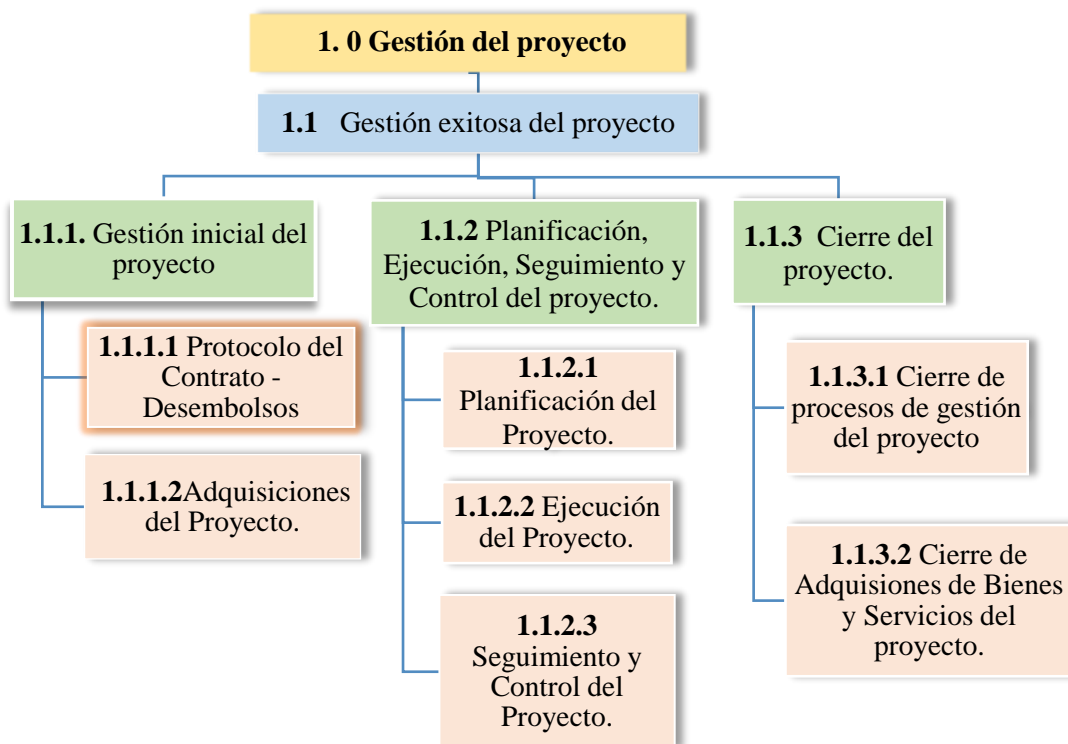 1. 0 Gestión del proyecto
1.1 Gestión exitosa del proyecto
1.1.1. Gestión inicial del
proyecto
1.1.1.1 Protocolo del
Contrato -
Desembolsos
1.1.1.2Adquisiciones
del Proyecto.
1.1.2 Planificación,
Ejecución, Seguimiento y
Control del proyecto.
1.1.2.1
Planificación del
Proyecto.
1.1.2.2 Ejecución
del Proyecto.
1.1.2.3
Seguimiento y
Control del
Proyecto.
1.1.3 Cierre del
proyecto.
1.1.3.1 Cierre de
procesos de gestión
del proyecto
1.1.3.2 Cierre de
Adquisiones de Bienes
y Servicios del
proyecto.